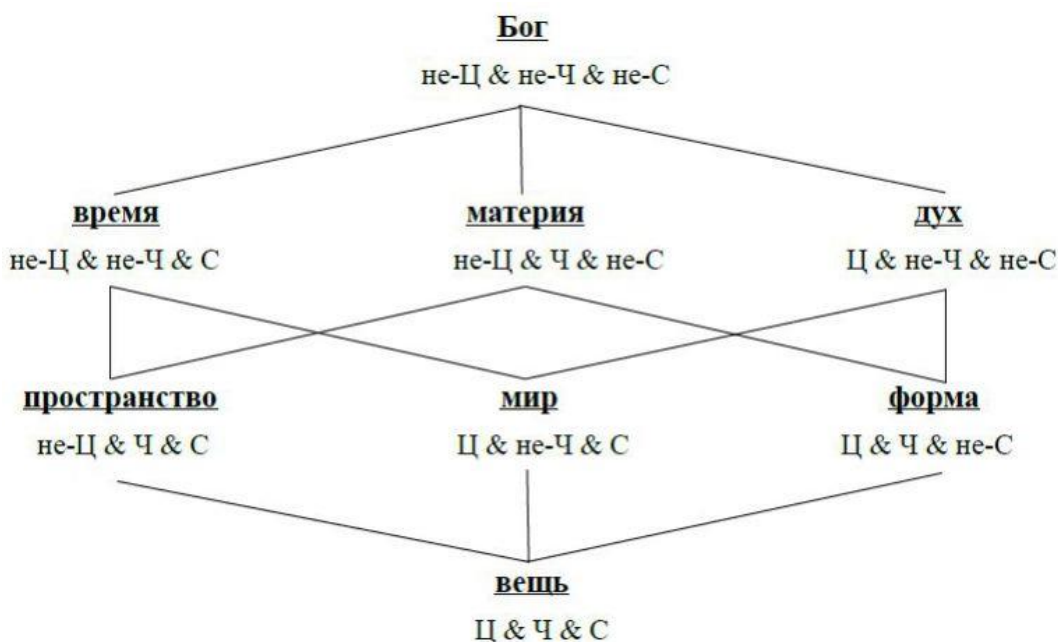 Бог
не-Ц & не-Ч & не-С
время материя дух
не-Ц & не-Ч & С не-Ц & Ч & не-С Ц & не-Ч & не-С
пространство мир форма
не-Ц & Ч & С Ц & не-Ч & С Ц & Ч & не-С
вещь
Ц & Ч & С